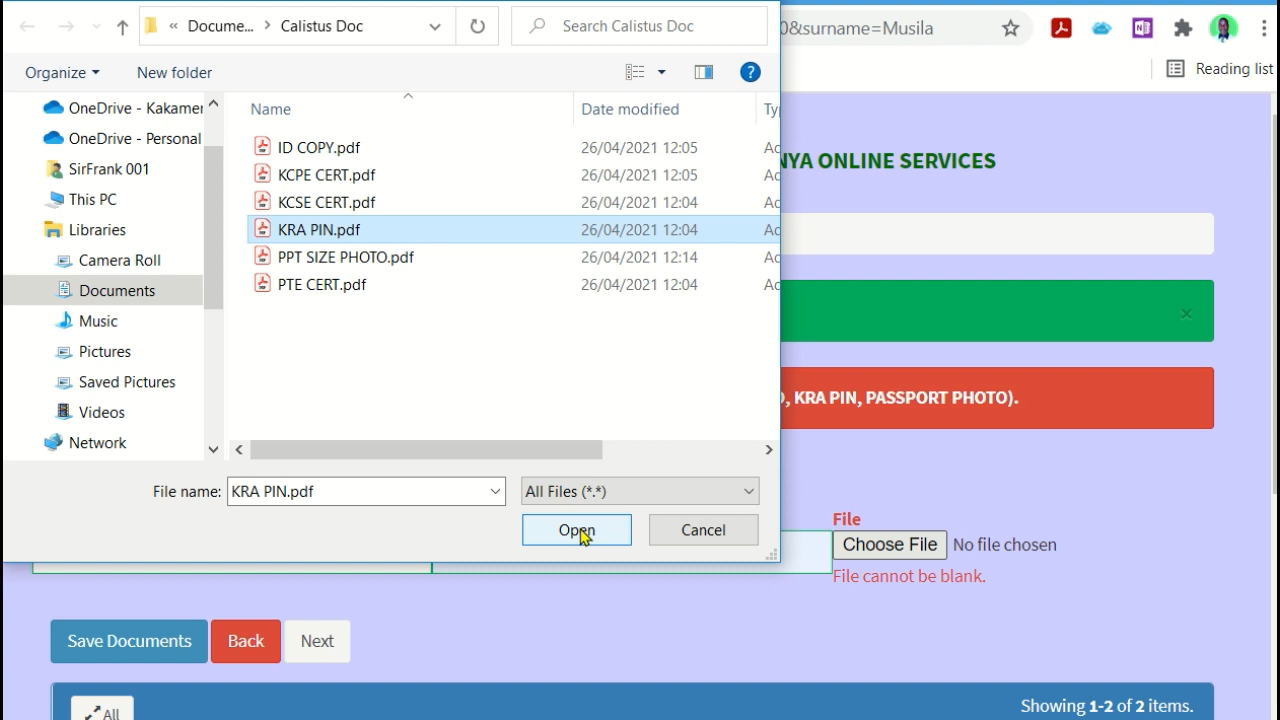 « Docume... > Calistus Doc
Search Calistus Doc
0&surname=Musila
Organize
New folder
?
Reading list
OneDrive - Kakamer
OneDrive - Personal
SirFrank 001
This PC
Libraries
Camera Roll
Documents
Music
Pictures
Saved Pictures
Videos
Network
Name
Date modified
Ty
ID COPY.pdf 26/04/2021 12:05 Ac
KCPE CERT.pdf 26/04/2021 12:05 Ac
KCSE CERT.pdf 26/04/2021 12:04 Ac
KRA PIN.pdf 26/04/2021 12:04 Ac
PPT SIZE PHOTO.pdf 26/04/2021 12:14 Ac
PTE CERT.pdf 26/04/2021 12:04 Ac
File name: KRA PIN.pdf
All Files (*.*)
Open
Cancel
NYA ONLINE SERVICES
×
, KRA PIN, PASSPORT PHOTO).
File
Choose File No file chosen
File cannot be blank.
Save Documents
Back
Next
All
Showing 1-2 of 2 items.